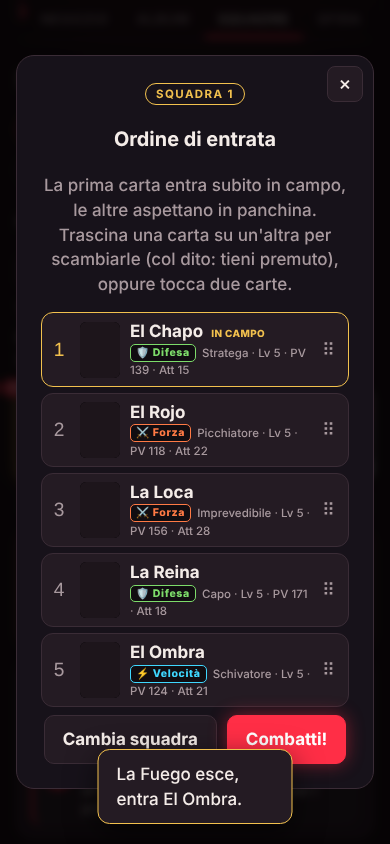 SQUADRA 1
×
Ordine di entrata
La prima carta entra subito in campo,
le altre aspettano in panchina.
Trascina una carta su un'altra per
scambiarle (col dito: tieni premuto),
oppure tocca due carte.
1
El Chapo IN CAMPO
🛡️ Difesa Stratega · Lv 5 · PV
139 · Att 15
2
El Rojo
⚔️ Forza Picchiatore · Lv 5 ·
PV 118 · Att 22
3
La Loca
⚔️ Forza Imprevedibile · Lv 5 ·
PV 156 · Att 28
4
La Reina
🛡️ Difesa Capo · Lv 5 · PV 171
· Att 18
5
El Ombra
⚡ Velocità Schivatore · Lv 5 ·
PV 124 · Att 21
Cambia squadra Combatti!
La Fuego esce,
entra El Ombra.